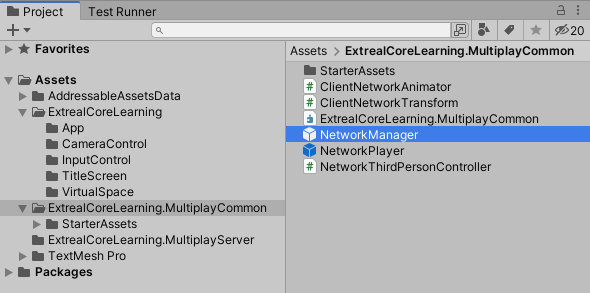 Project
Test Runner
20
Favorites
Assets
AddressableAssetsData
ExtrealCoreLearning
App
CameraControl
InputControl
TitleScreen
VirtualSpace
ExtrealCoreLearning.MultiplayCommon
StarterAssets
ExtrealCoreLearning.MultiplayServer
TextMesh Pro
Packages
Assets > ExtrealCoreLearning.MultiplayCommon
StarterAssets
# ClientNetworkAnimator
# ClientNetworkTransform
ExtrealCoreLearning.MultiplayCommon
NetworkManager
NetworkPlayer
# NetworkThirdPersonController